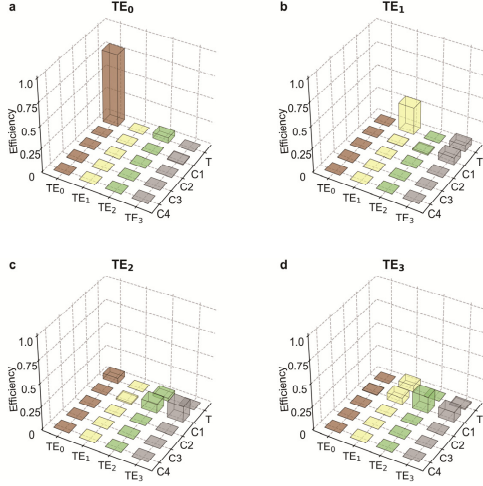 a TE₀
1.0
0.75
0.5
0.25
0
Efficiency
TE₀ TE₁ TE₂ TF₃
C4 C3 C2 C1 T
b TE₁
1.0
0.75
0.5
0.25
0
Efficiency
TE₀ TE₁ TE₂ TF₃
C4 C3 C2 C1 T
c TE₂
1.0
0.75
0.5
0.25
0
Efficiency
TE₀ TE₁ TE₂ TE₃
C4 C3 C2 C1 T
d TE₃
1.0
0.75
0.5
0.25
0
Efficiency
TE₀ TE₁ TE₂ TE₃
C4 C3 C2 C1 T